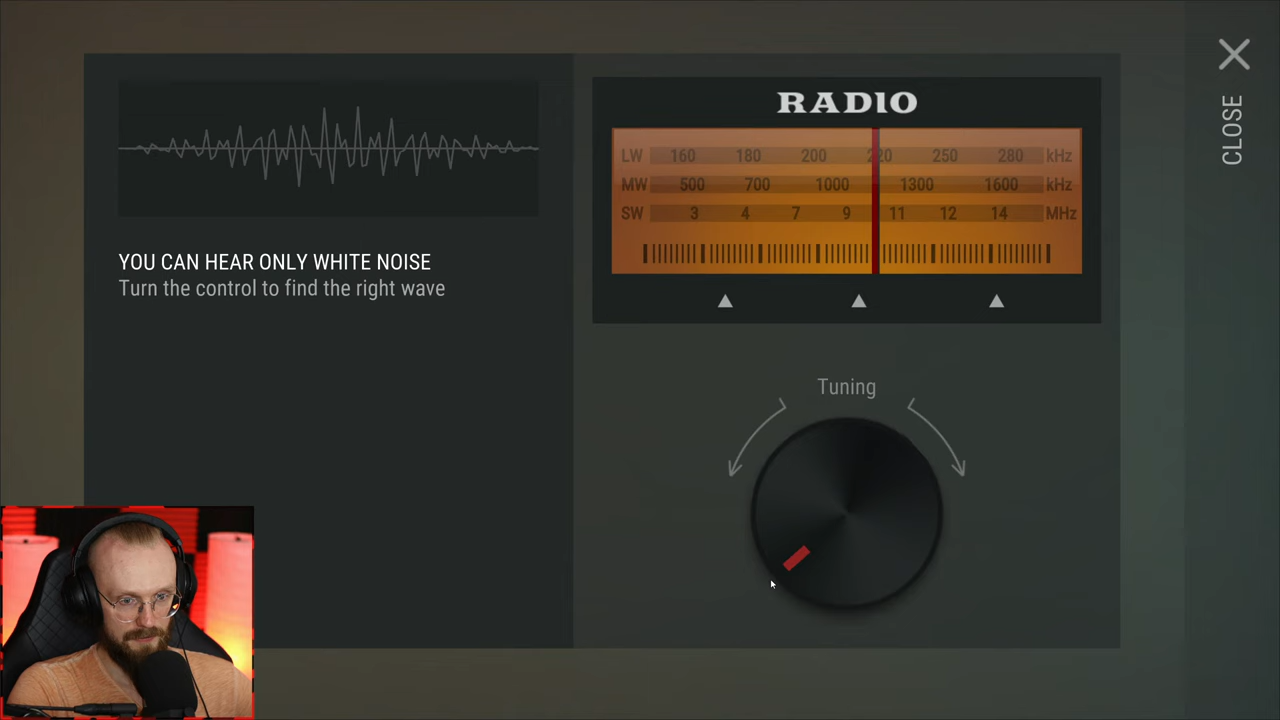 YOU CAN HEAR ONLY WHITE NOISE
Turn the control to find the right wave
RADIO
LW 160 180 200 220 250 280 kHz
MW 500 700 1000 1300 1600 kHz
SW 3 4 7 9 11 12 14 MHz
Tuning
CLOSE